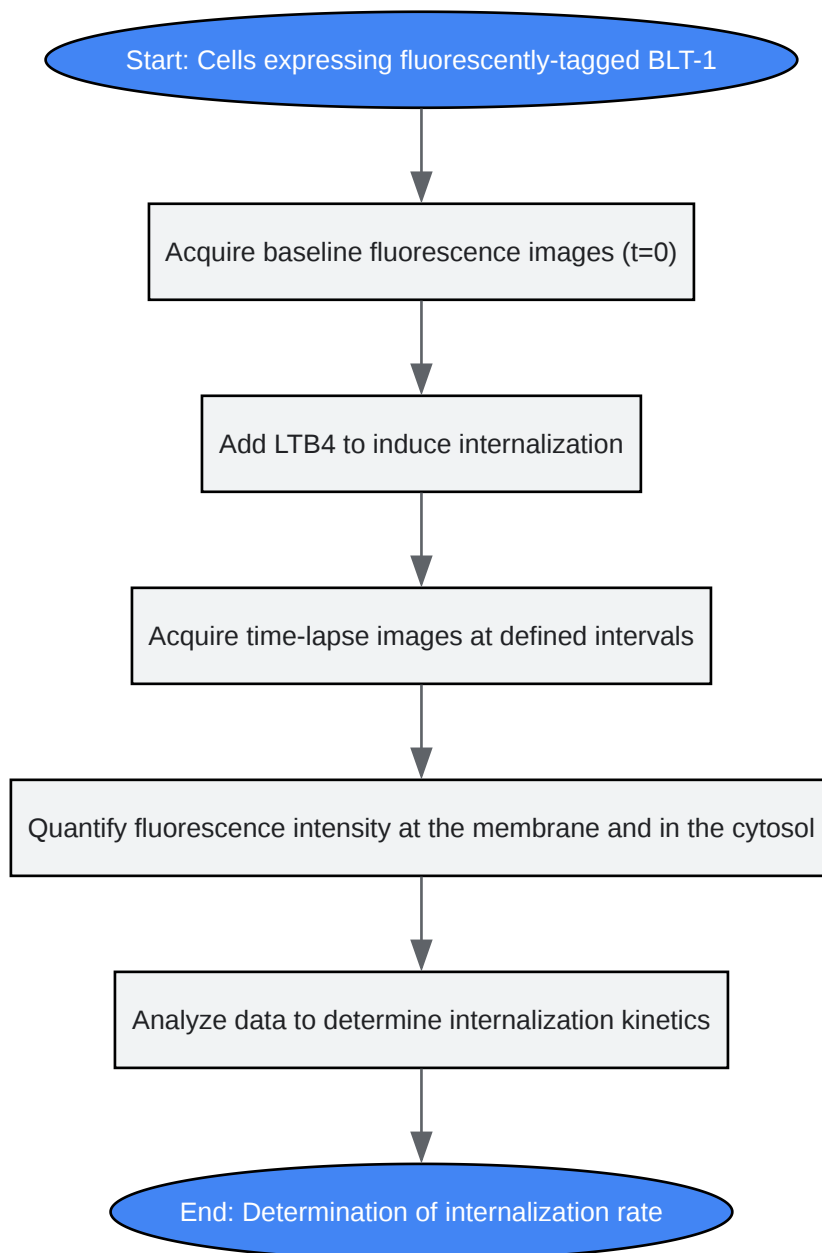 Start: Cells expressing fluorescently-tagged BLT-1
Acquire baseline fluorescence images (t=0)
Add LTB4 to induce internalization
Acquire time-lapse images at defined intervals
Quantify fluorescence intensity at the membrane and in the cytosol
Analyze data to determine internalization kinetics
End: Determination of internalization rate